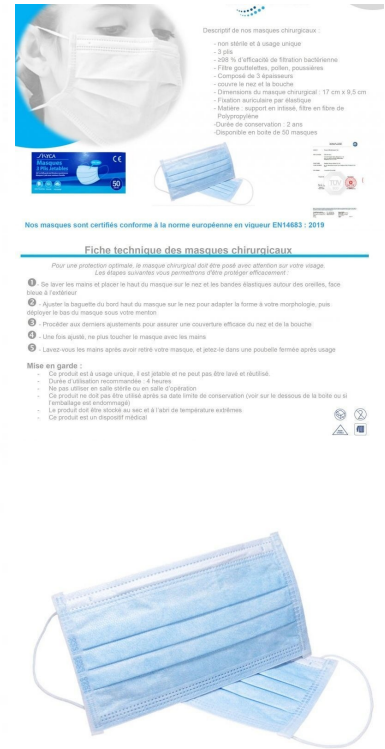 Descriptif de nos masques chirurgicaux :
- non stérile et à usage unique
- 3 plis
- ≥98 % d'efficacité de filtration bactérienne
- Filtre gouttelettes, pollen, poussières
- Composé de 3 épaisseurs
- couvre le nez et la bouche
- Dimensions du masque chirurgical : 17 cm x 9,5 cm
- Fixation auriculaire par élastique
- Matière : support en intissé, filtre en fibre de
Polypropylène
-Durée de conservation : 2 ans
-Disponible en boite de 50 masques
Masques
3 Plis Jetables
CE
50
Nos masques sont certifiés conforme à la norme européenne en vigueur EN14683 : 2019
Fiche technique des masques chirurgicaux
Pour une protection optimale, le masque chirurgical doit être posé avec attention sur votre visage.
Les étapes suivantes vous permettrons d'être protéger efficacement :
1 - Se laver les mains et placer le haut du masque sur le nez et les bandes élastiques autour des oreilles, face
bleue à l'extérieur
2 - Ajuster la baguette du bord haut du masque sur le nez pour adapter la forme à votre morphologie, puis
déployer le bas du masque sous votre menton
3 - Procéder aux derniers ajustements pour assurer une couverture efficace du nez et de la bouche
4 - Une fois ajusté, ne plus toucher le masque avec les mains
5 - Lavez-vous les mains après avoir retiré votre masque, et jetez-le dans une poubelle fermée après usage
Mise en garde :
- Ce produit est à usage unique, il est jetable et ne peut pas être lavé et réutilisé.
- Durée d'utilisation recommandée : 4 heures
- Ne pas utiliser en salle stérile ou en salle d'opération
- Ce produit ne doit pas être utilisé après sa date limite de conservation (voir sur le dessous de la boite ou si
l'emballage est endommagé)
- Le produit doit être stocké au sec et à l'abri de température extrêmes
- Ce produit est un dispositif médical